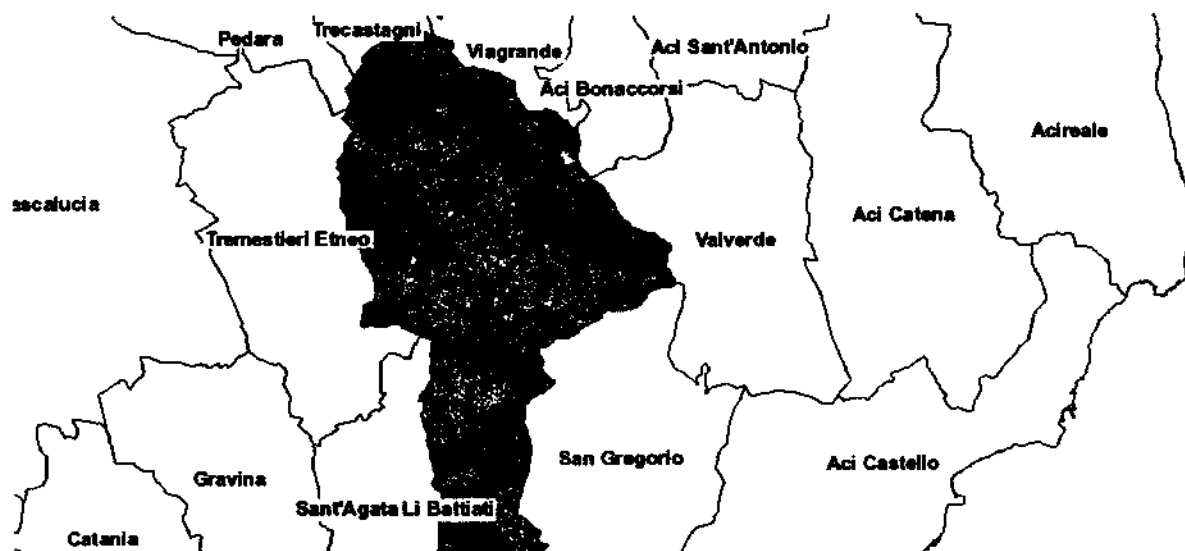 Trecastagni
Pedara
Viagrande
Aci Sant'Antonio
Aci Bonaccorsi
Acireale
ascalucia
Aci Catena
Tremestieri Etneo
Valverde
San Gregorio
Aci Castello
Gravina
Sant'Agata Li Battiati
Catania